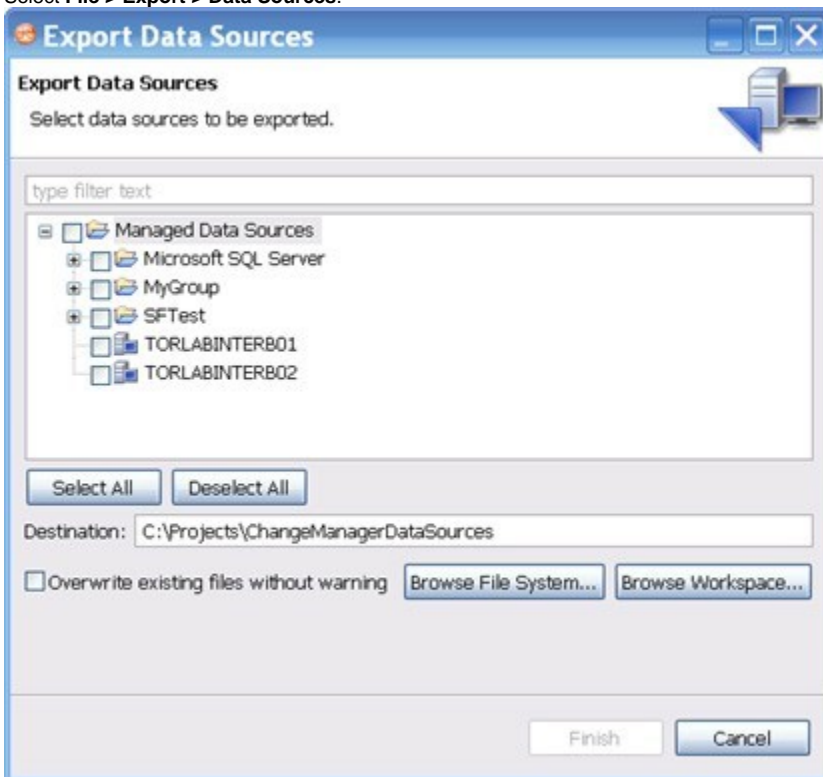 Select File > Export > Data Sources.
Export Data Sources
Export Data Sources
Select data sources to be exported.
type filter text
Managed Data Sources
Microsoft SQL Server
MyGroup
SFTest
TORLABINTERB01
TORLABINTERB02
Select All Deselect All
Destination: C:\Projects\ChangeManagerDataSources
Overwrite existing files without warning Browse File System... Browse Workspace...
Finish Cancel